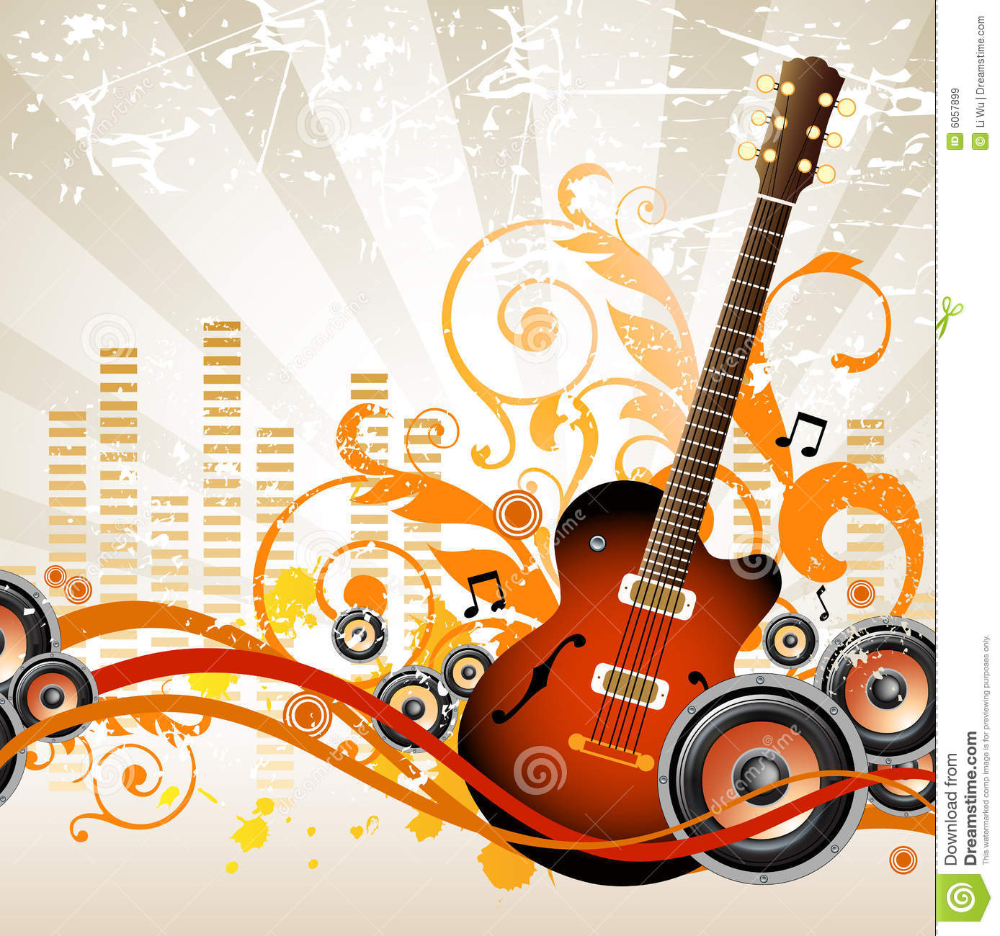 ID 6057899
© Li Wu | Dreamstime.com
Download from
Dreamstime.com
This watermarked comp image is for previewing purposes only.
dreamstime